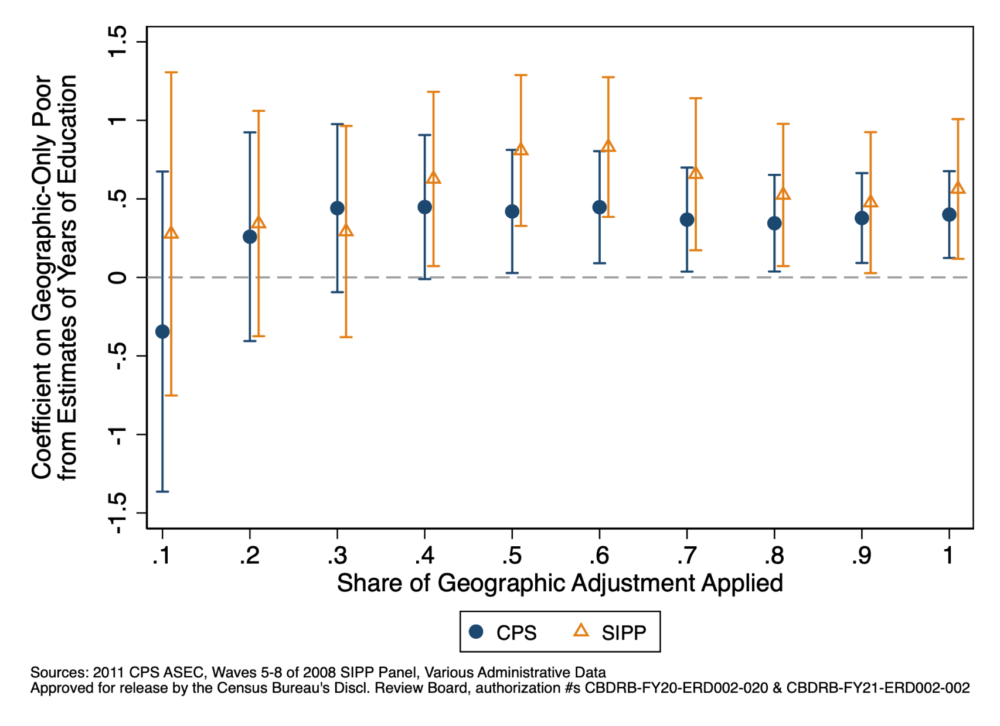 Coefficient on Geographic-Only Poor
from Estimates of Years of Education
1.5
1
.5
0
-.5
-1
-1.5
.1 .2 .3 .4 .5 .6 .7 .8 .9 1
Share of Geographic Adjustment Applied
CPS SIPP
Sources: 2011 CPS ASEC, Waves 5-8 of 2008 SIPP Panel, Various Administrative Data
Approved for release by the Census Bureau's Discl. Review Board, authorization #s CBDRB-FY20-ERD002-020 & CBDRB-FY21-ERD002-002